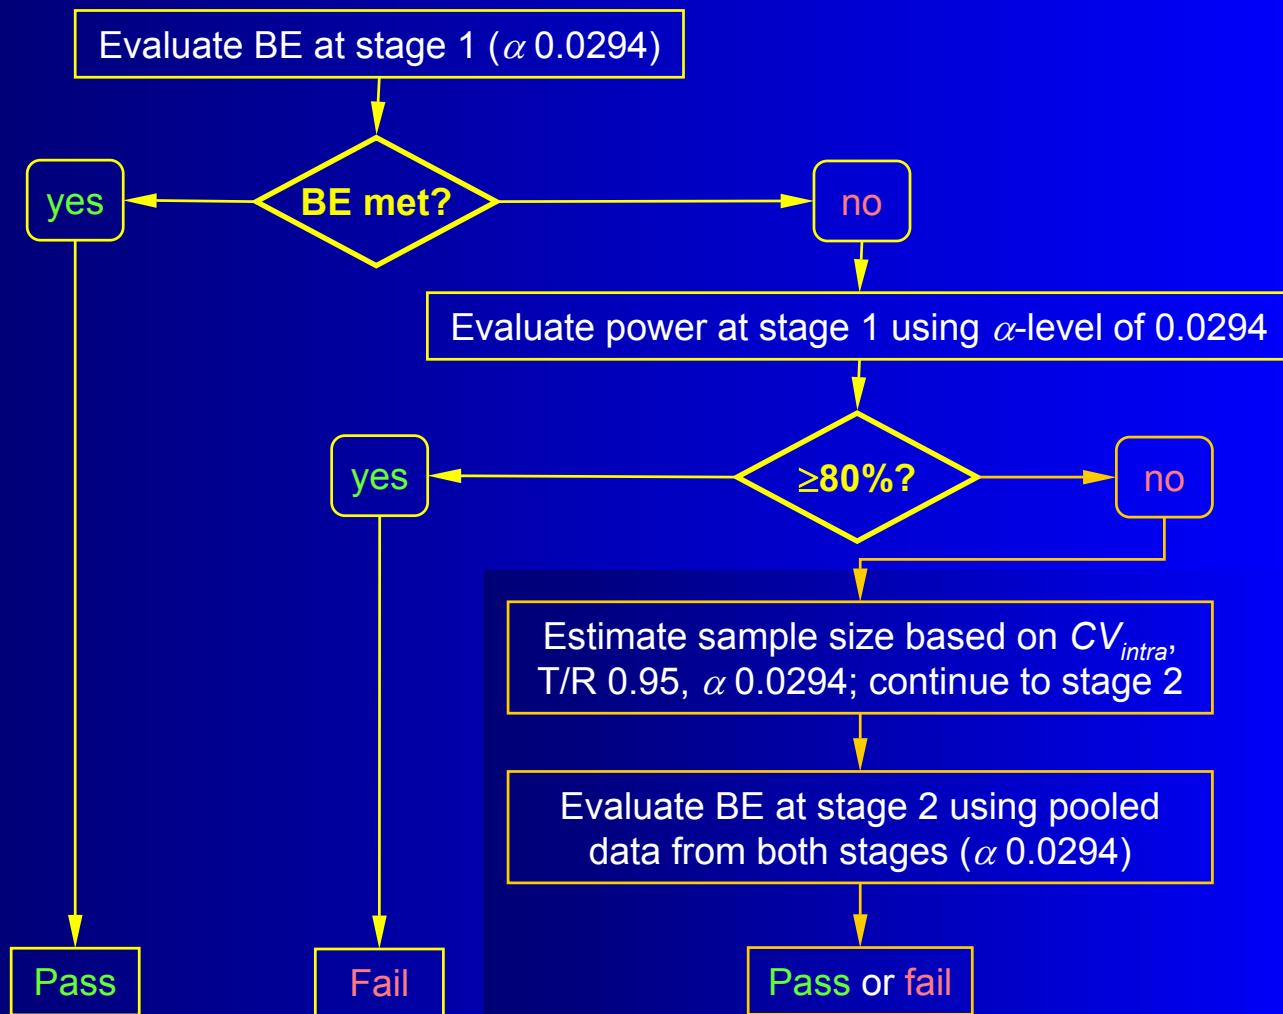 Evaluate BE at stage 1 (α 0.0294)
BE met?
yes
no
Evaluate power at stage 1 using α-level of 0.0294
≥80%?
yes
no
Estimate sample size based on CVintra,
T/R 0.95, α 0.0294; continue to stage 2
Evaluate BE at stage 2 using pooled
data from both stages (α 0.0294)
Pass
Fail
Pass or fail